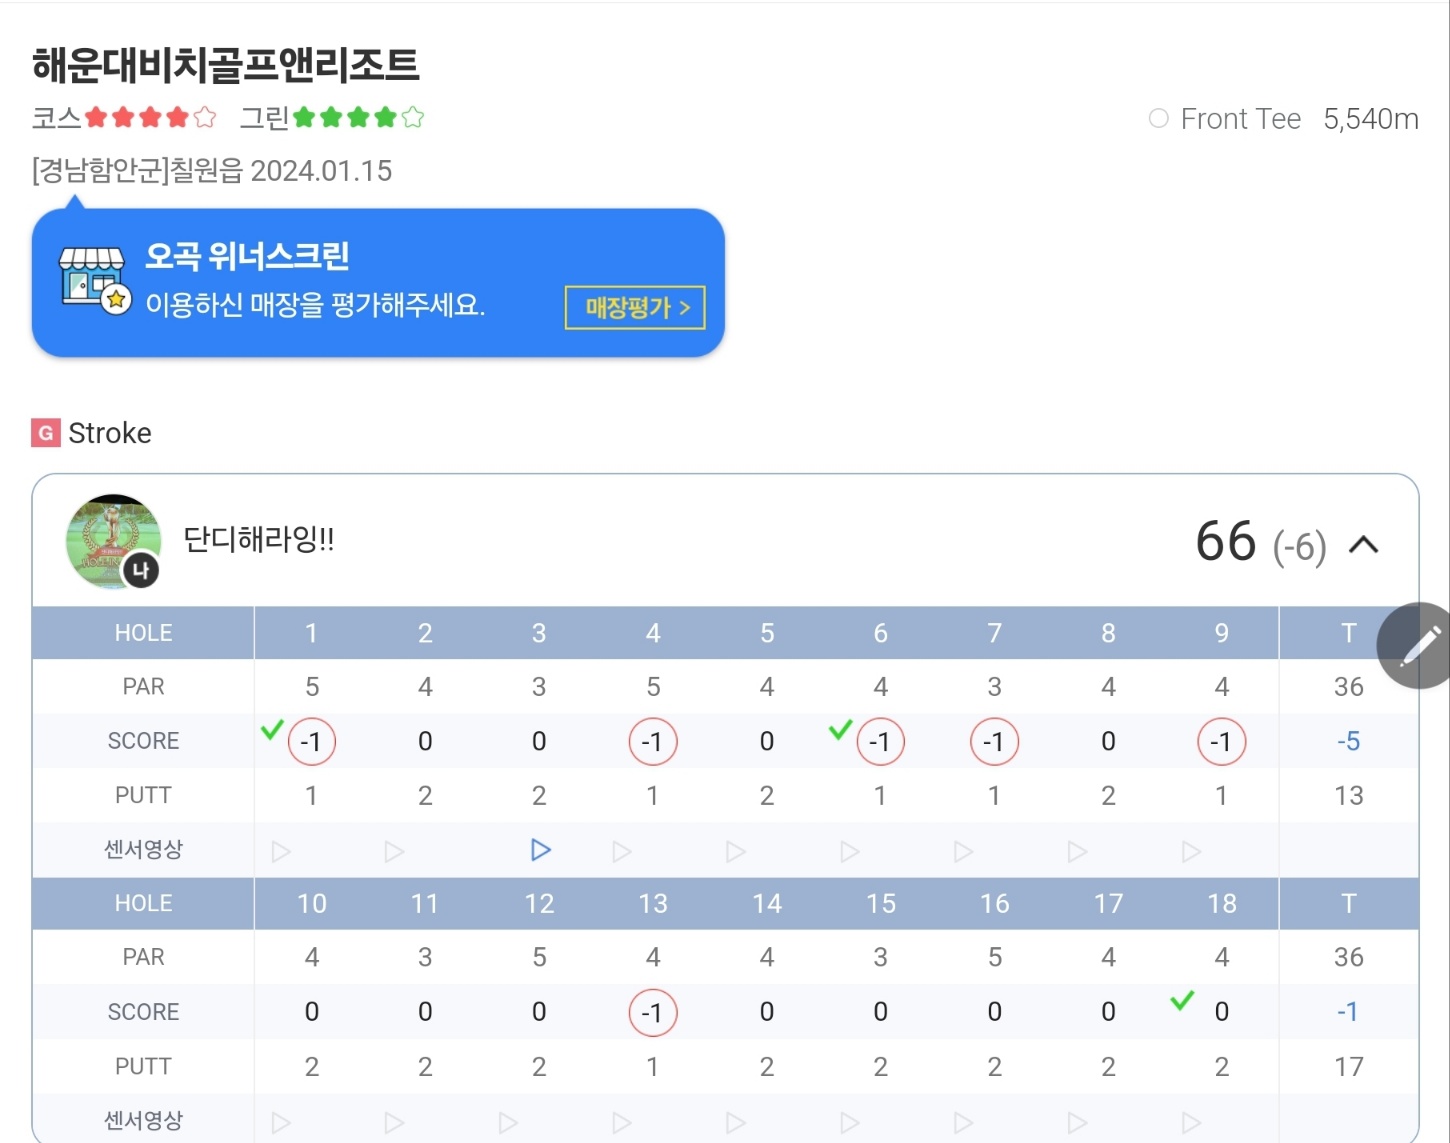 해운대비치골프앤리조트
코스 그린
Front Tee 5,540m
[경남함안군]칠원읍 2024.01.15
오곡 위너스크린
이용하신 매장을 평가해주세요.
매장평가 >
G Stroke
단디해라잉!!
나
66 (-6)
HOLE 1 2 3 4 5 6 7 8 9 T
PAR 5 4 3 5 4 4 3 4 4 36
SCORE -1 0 0 -1 0 -1 -1 0 -1 -5
PUTT 1 2 2 1 2 1 1 2 1 13
센서영상
HOLE 10 11 12 13 14 15 16 17 18 T
PAR 4 3 5 4 4 3 5 4 4 36
SCORE 0 0 0 -1 0 0 0 0 0 -1
PUTT 2 2 2 1 2 2 2 2 2 17
센서영상